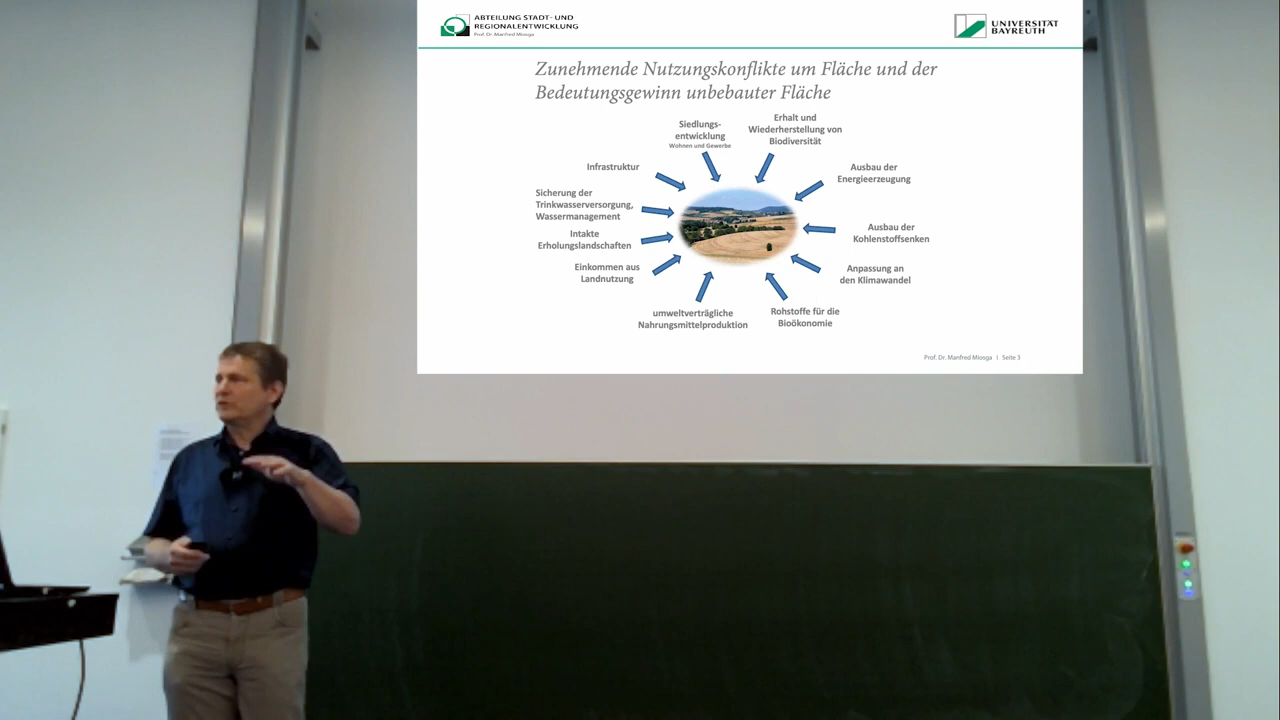 ABTEILUNG STADT- UND
REGIONALENTWICKLUNG
Prof. Dr. Manfred Miosga
UNIVERSITÄT
BAYREUTH
Zunehmende Nutzungskonflikte um Fläche und der
Bedeutungsgewinn unbebauter Fläche
Siedlungs-
entwicklung
Wohnen und Gewerbe
Erhalt und
Wiederherstellung von
Biodiversität
Infrastruktur
Ausbau der
Energieerzeugung
Sicherung der
Trinkwasserversorgung,
Wassermanagement
Ausbau der
Kohlenstoffsenken
Intakte
Erholungslandschaften
Einkommen aus
Landnutzung
Anpassung an
den Klimawandel
umweltverträgliche
Nahrungsmittelproduktion
Rohstoffe für die
Bioökonomie
Prof. Dr. Manfred Miosga I Seite 3